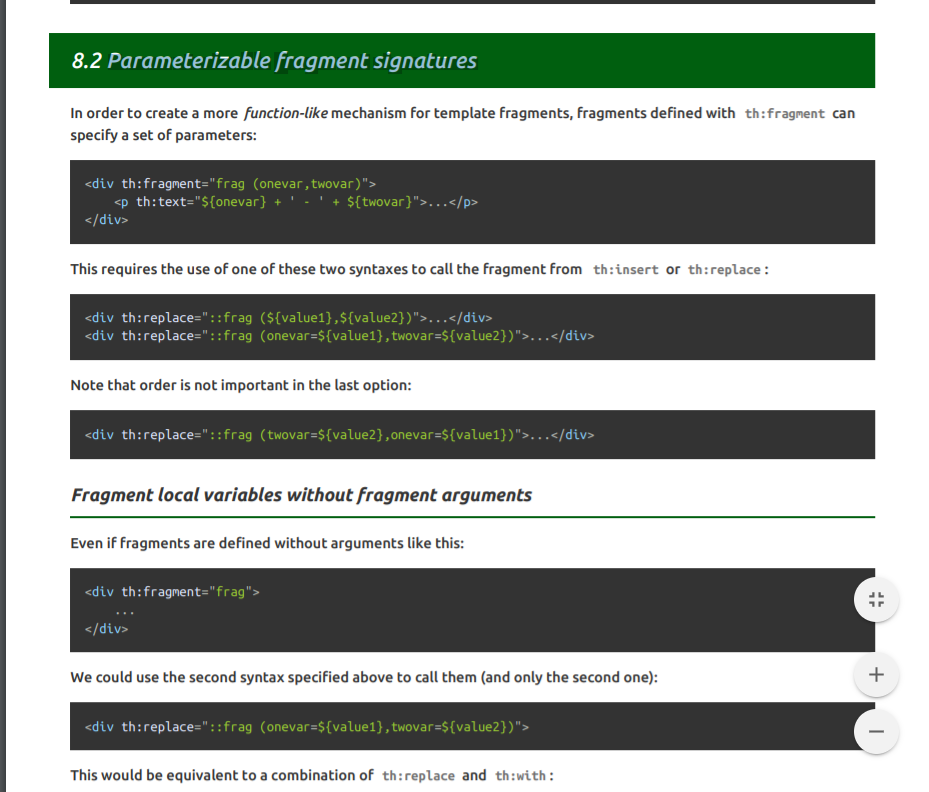 8.2 Parameterizable fragment signatures
In order to create a more function-like mechanism for template fragments, fragments defined with th:fragment can
specify a set of parameters:
<div th:fragment="frag (onevar,twovar)">
    <p th:text="${onevar} + ' - ' + ${twovar}">...</p>
</div>
This requires the use of one of these two syntaxes to call the fragment from th:insert or th:replace:
<div th:replace="::frag (${value1},${value2})">...</div>
<div th:replace="::frag (onevar=${value1},twovar=${value2})">...</div>
Note that order is not important in the last option:
<div th:replace="::frag (twovar=${value2},onevar=${value1})">...</div>
Fragment local variables without fragment arguments
Even if fragments are defined without arguments like this:
<div th:fragment="frag">
    ...
</div>
We could use the second syntax specified above to call them (and only the second one):
<div th:replace="::frag (onevar=${value1},twovar=${value2})">
This would be equivalent to a combination of th:replace and th:with: